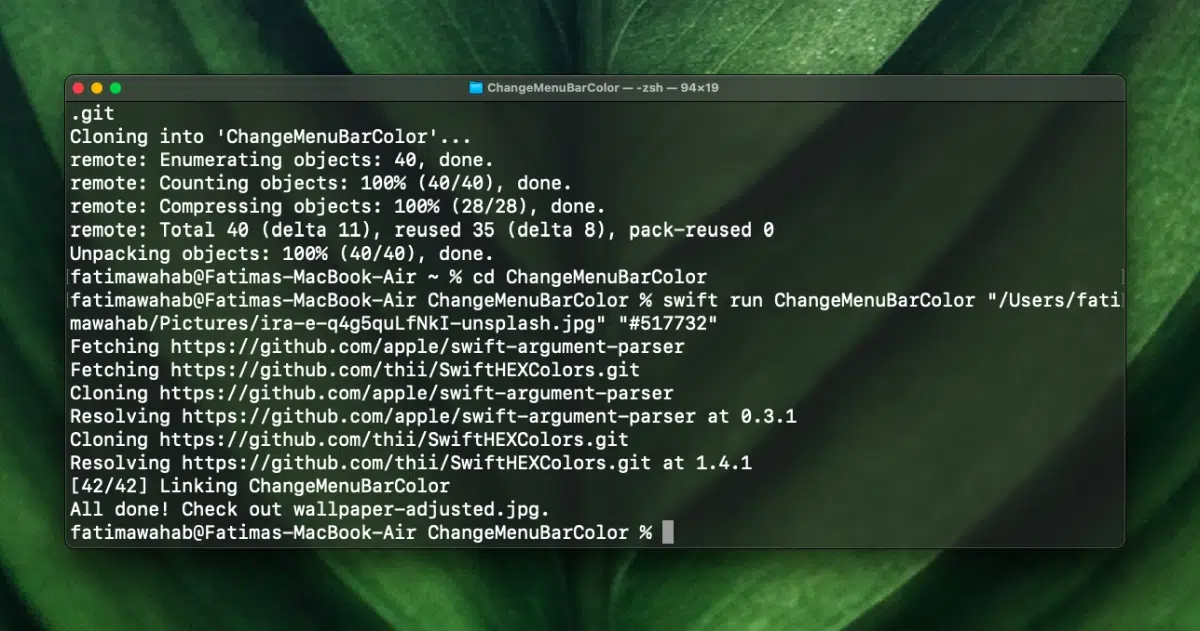 ChangeMenuBarColor — -zsh — 94×19
.git
Cloning into 'ChangeMenuBarColor'...
remote: Enumerating objects: 40, done.
remote: Counting objects: 100% (40/40), done.
remote: Compressing objects: 100% (28/28), done.
remote: Total 40 (delta 11), reused 35 (delta 8), pack-reused 0
Unpacking objects: 100% (40/40), done.
fatimawahab@Fatimas-MacBook-Air ~ % cd ChangeMenuBarColor
fatimawahab@Fatimas-MacBook-Air ChangeMenuBarColor % swift run ChangeMenuBarColor "/Users/fati
mawahab/Pictures/ira-e-q4g5quLfNkI-unsplash.jpg" "#517732"
Fetching https://github.com/apple/swift-argument-parser
Fetching https://github.com/thii/SwiftHEXColors.git
Cloning https://github.com/apple/swift-argument-parser
Resolving https://github.com/apple/swift-argument-parser at 0.3.1
Cloning https://github.com/thii/SwiftHEXColors.git
Resolving https://github.com/thii/SwiftHEXColors.git at 1.4.1
[42/42] Linking ChangeMenuBarColor
All done! Check out wallpaper-adjusted.jpg.
fatimawahab@Fatimas-MacBook-Air ChangeMenuBarColor %